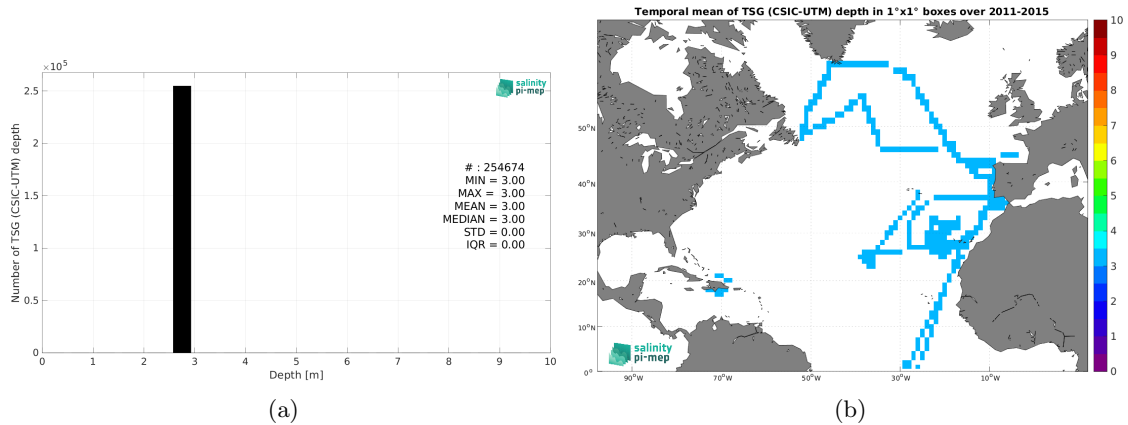 ×10⁵
2.5
2
1.5
1
0.5
0
Number of TSG (CSIC-UTM) depth
salinity
pi-mep
# : 254674
MIN = 3.00
MAX = 3.00
MEAN = 3.00
MEDIAN = 3.00
STD = 0.00
IQR = 0.00
0 1 2 3 4 5 6 7 8 9 10
Depth [m]
(a)
Temporal mean of TSG (CSIC-UTM) depth in 1°x1° boxes over 2011-2015
50°N
40°N
30°N
20°N
10°N
0°
90°W 70°W 50°W 30°W 10°W
salinity
pi-mep
10
9
8
7
6
5
4
3
2
1
0
(b)